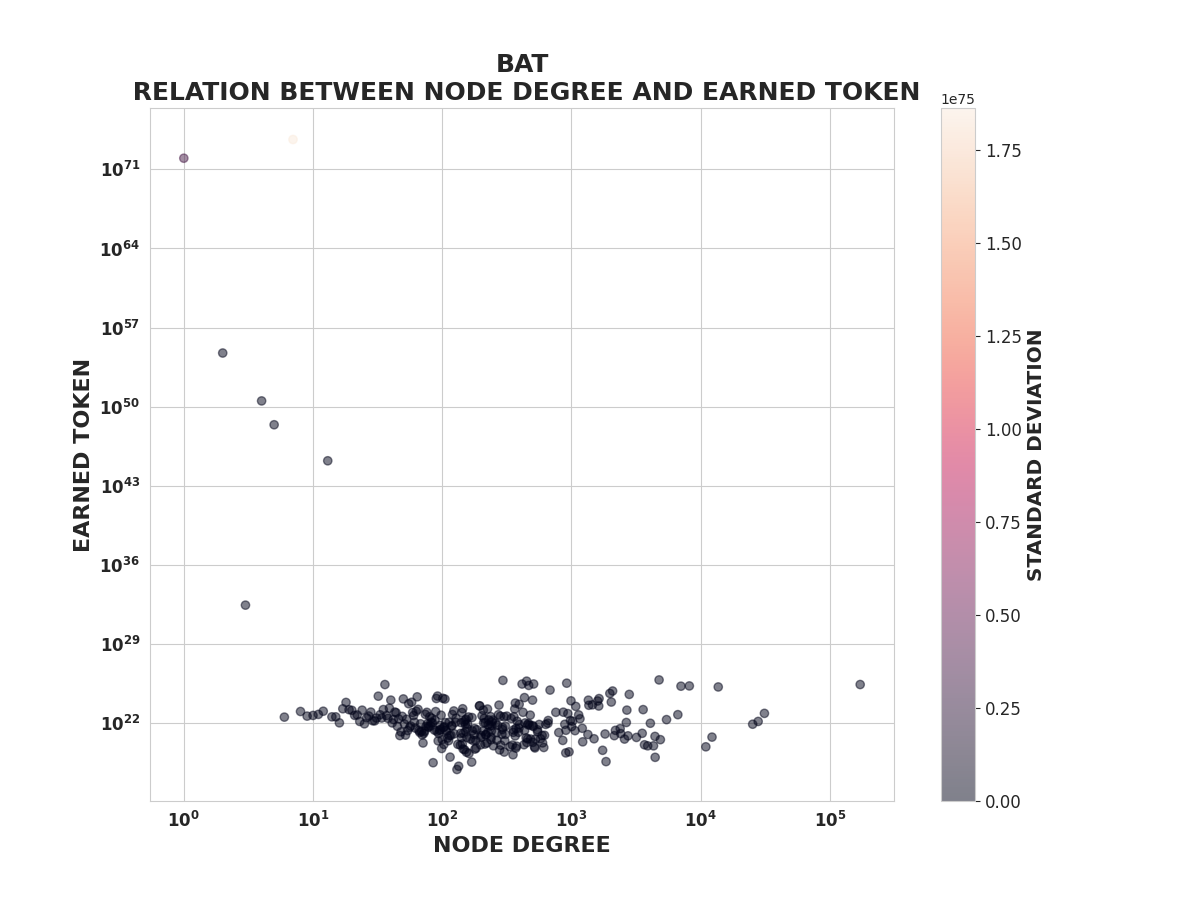 BAT
RELATION BETWEEN NODE DEGREE AND EARNED TOKEN
1e75
10^71
10^64
10^57
10^50
10^43
10^36
10^29
10^22
EARNED TOKEN
10^0 10^1 10^2 10^3 10^4 10^5
NODE DEGREE
1.75
1.50
1.25
1.00
0.75
0.50
0.25
0.00
STANDARD DEVIATION